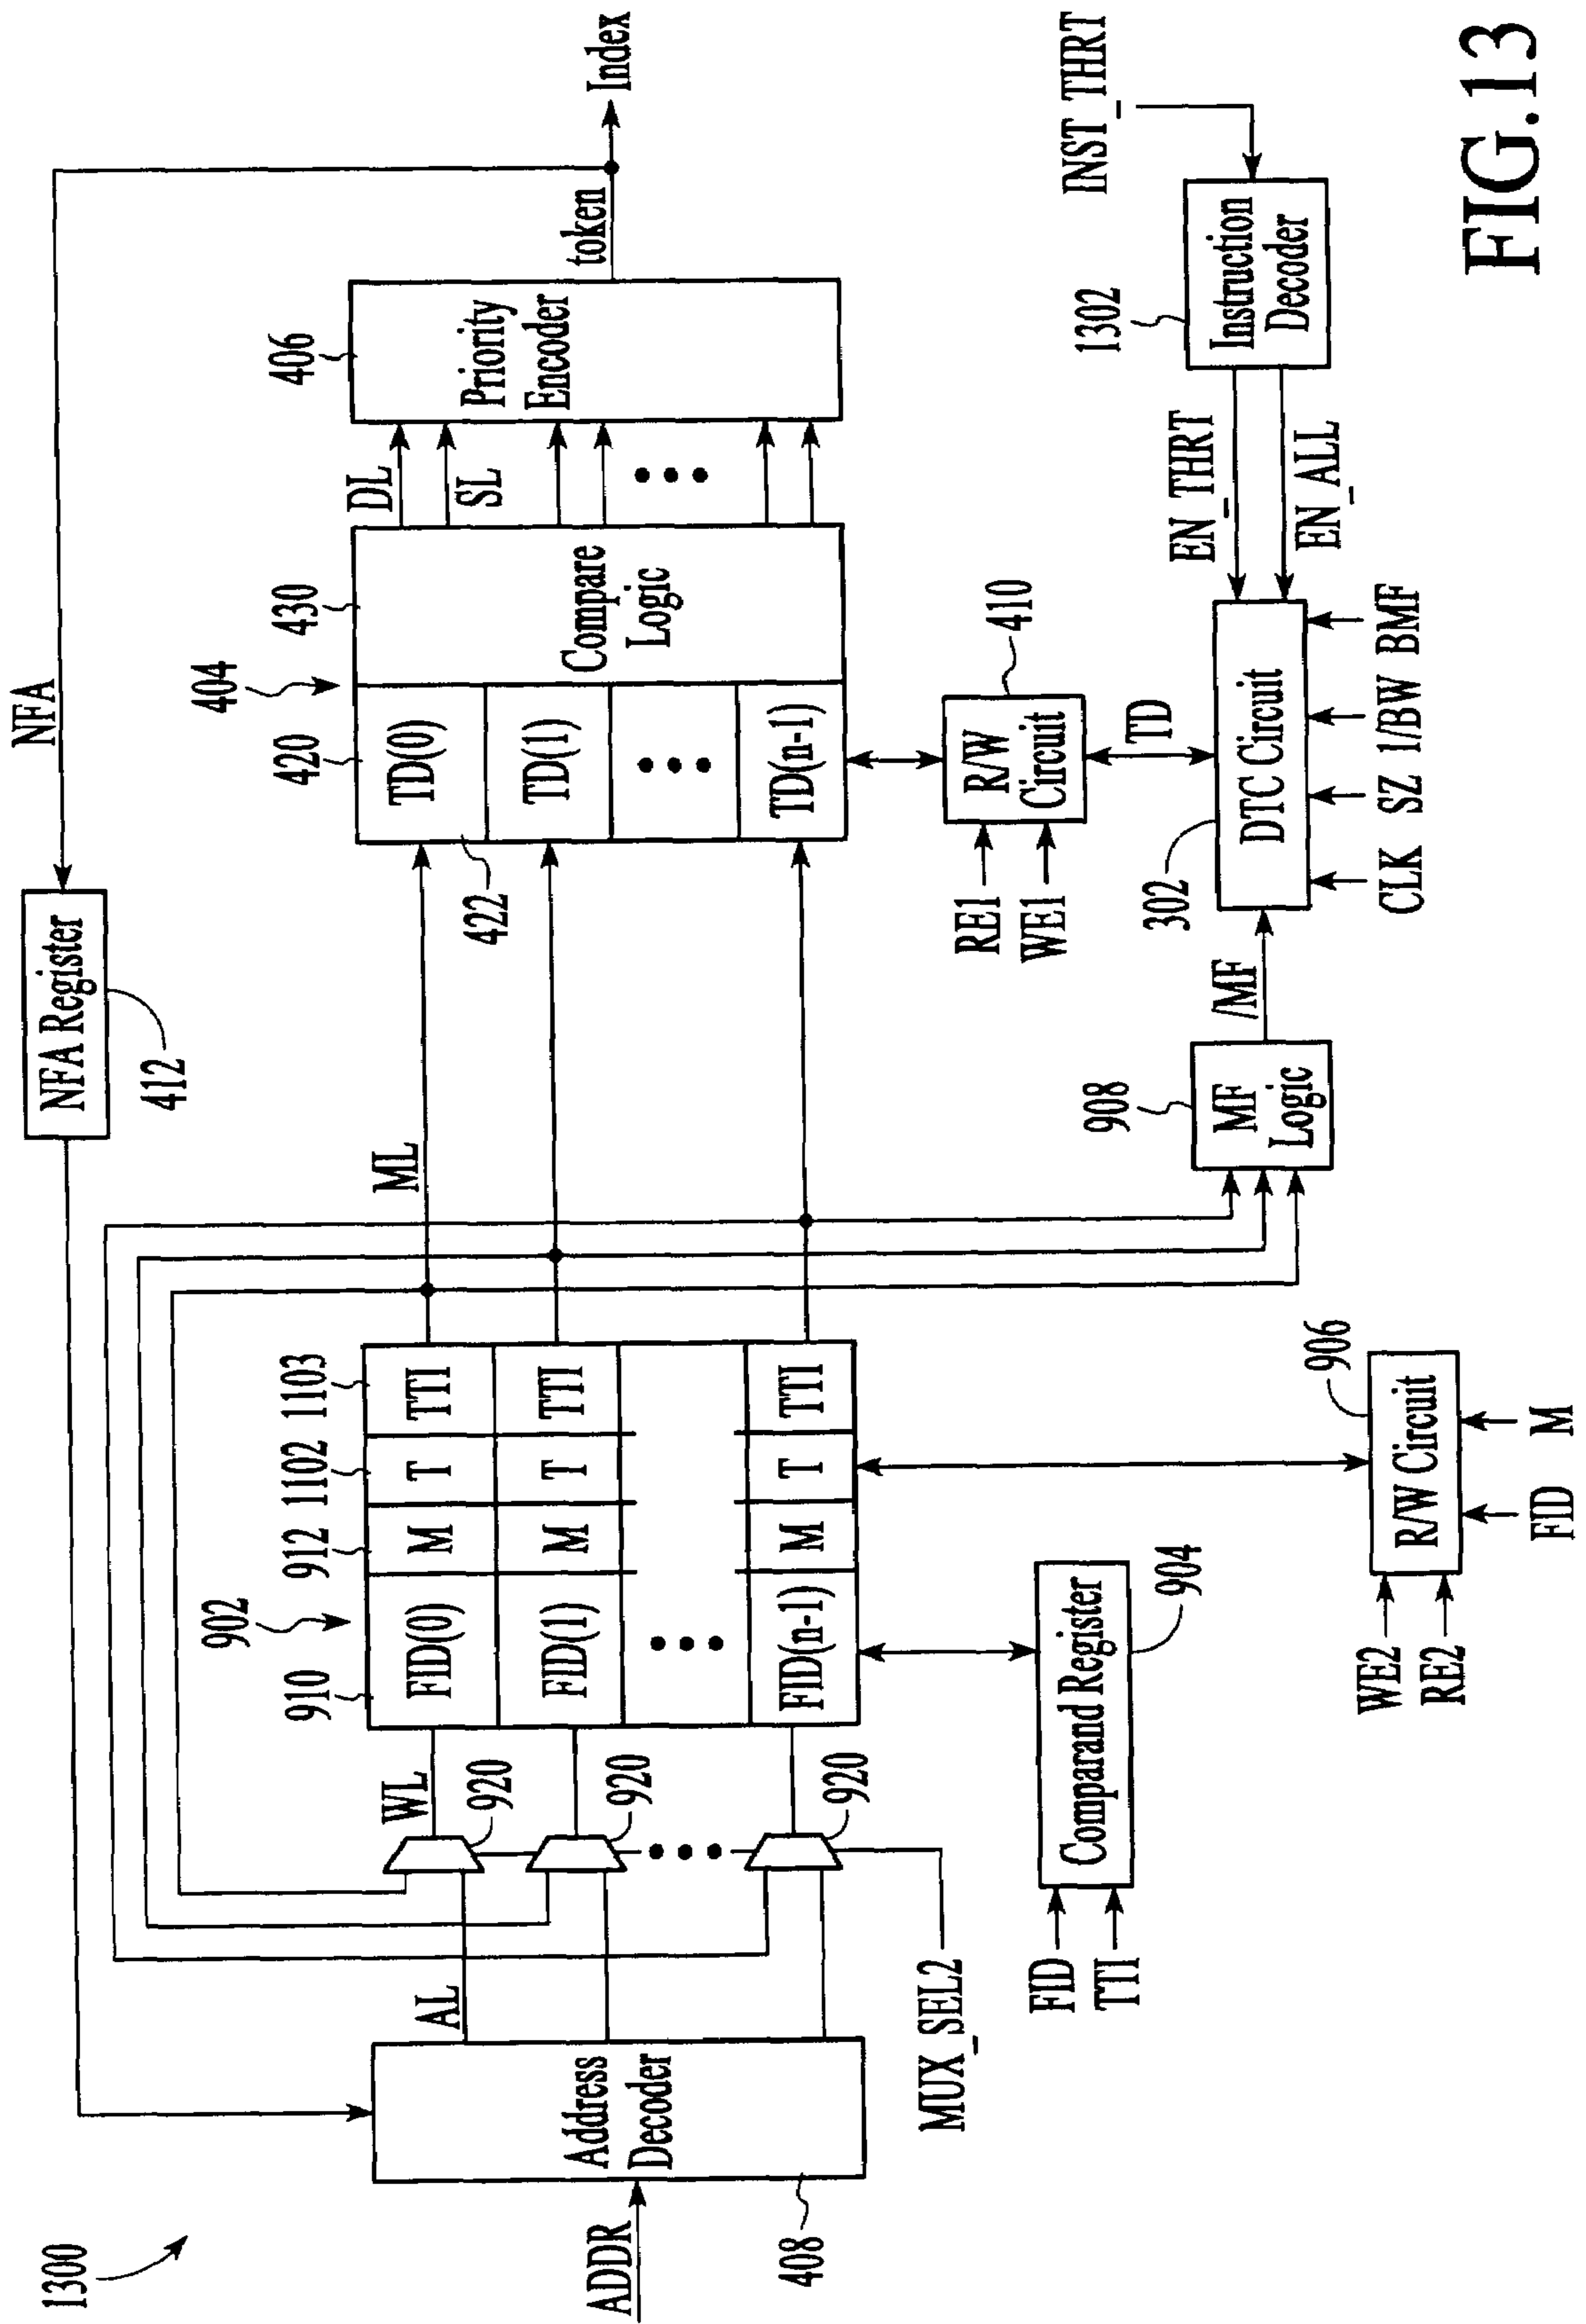 1300
ADDR
408
Address
Decoder
AL
WL
920
920
920
MUX_SEL2
NFA Register
412
NFA
902
910
912
1102
1103
FID(0)
M
T
TTI
FID(1)
M
T
TTI
FID(n-1)
M
T
TTI
ML
FID
TTI
Comparand Register
904
WE2
RE2
R/W Circuit
906
FID
M
404
420
430
422
TD(0)
TD(1)
TD(n-1)
Compare
Logic
DL
SL
406
Priority
Encoder
token
Index
RE1
WE1
R/W
Circuit
410
TD
908
MF
Logic
/MF
302
DTC Circuit
CLK
SZ
1/BW
BMF
EN_THRT
EN_ALL
1302
Instruction
Decoder
INST_THRT
FIG.13